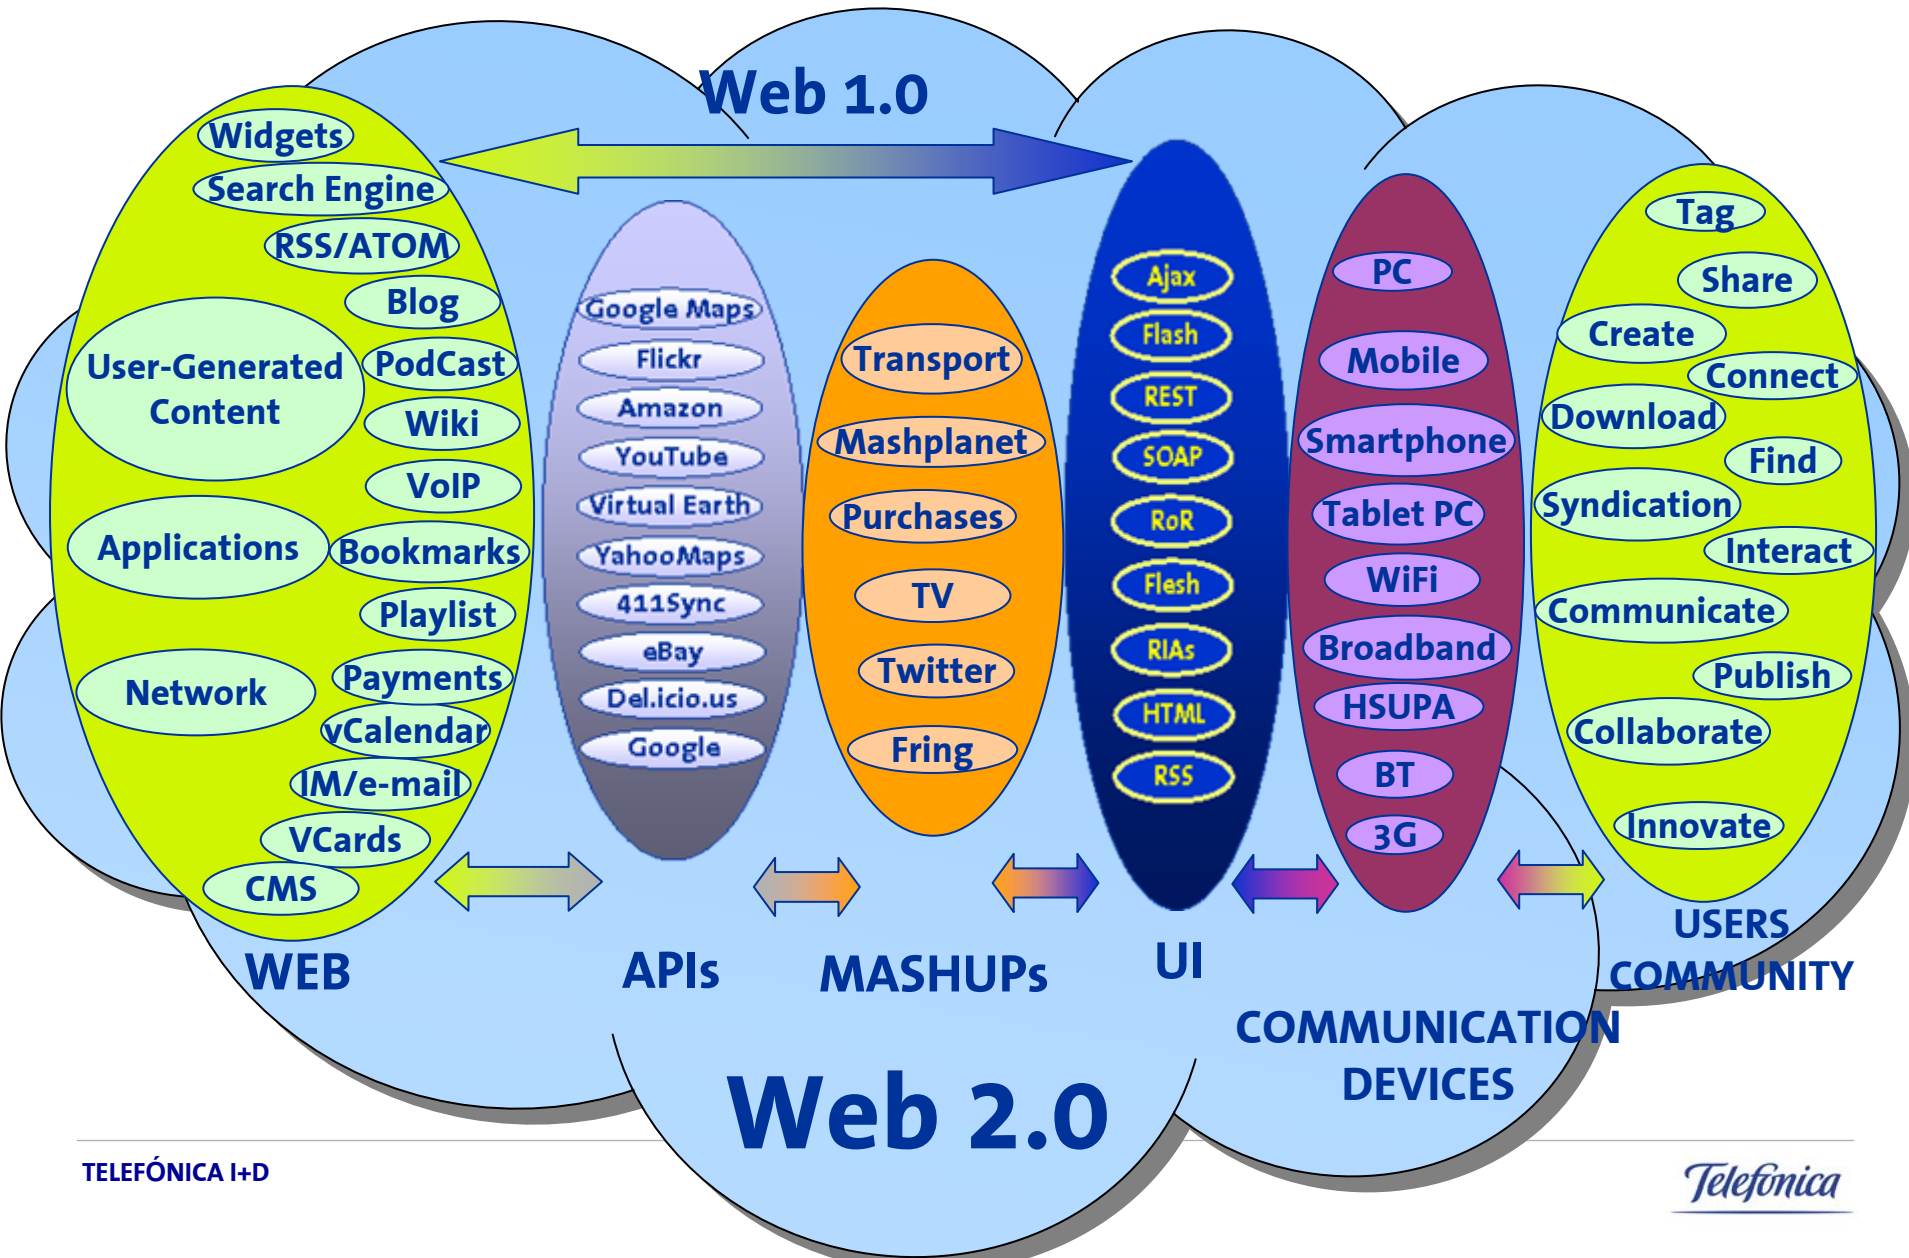 Web 1.0
Widgets
Search Engine
RSS/ATOM
Blog
User-Generated
Content
PodCast
Wiki
VoIP
Applications
Bookmarks
Playlist
Network
Payments
vCalendar
IM/e-mail
VCards
CMS
WEB
Google Maps
Flickr
Amazon
YouTube
Virtual Earth
YahooMaps
411Sync
eBay
Del.icio.us
Google
APIs
Transport
Mashplanet
Purchases
TV
Twitter
Fring
MASHUPs
Ajax
Flash
REST
SOAP
RoR
Flesh
RIAs
HTML
RSS
UI
PC
Mobile
Smartphone
Tablet PC
WiFi
Broadband
HSUPA
BT
3G
COMMUNICATION
DEVICES
Tag
Share
Create
Connect
Download
Find
Syndication
Interact
Communicate
Publish
Collaborate
Innovate
USERS
COMMUNITY
Web 2.0
TELEFÓNICA I+D
Telefónica